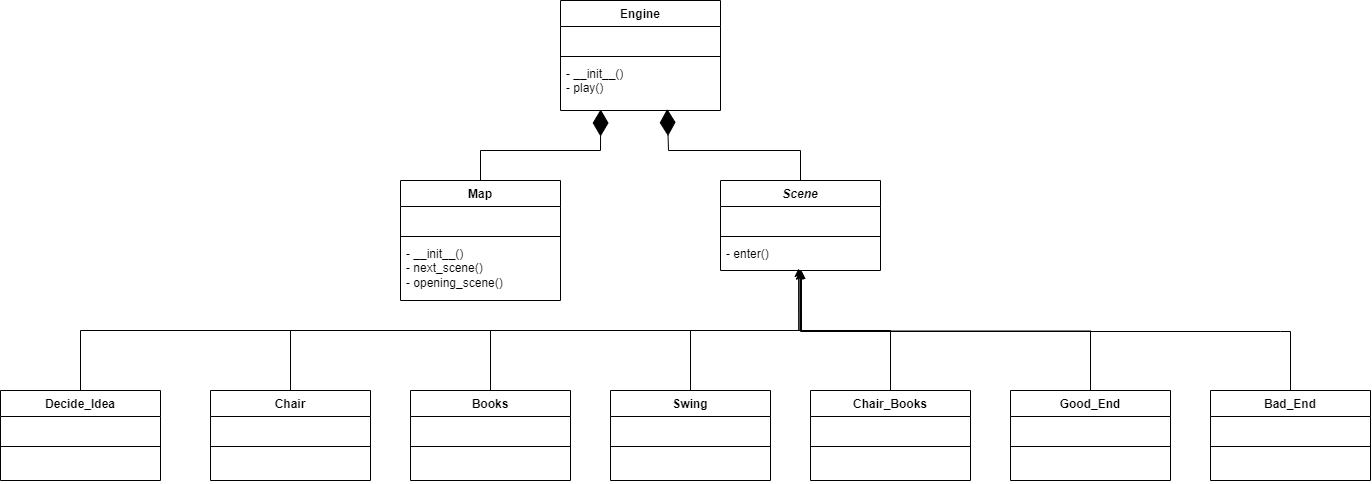 Engine
- __init__()
- play()
Map
- __init__()
- next_scene()
- opening_scene()
Scene
- enter()
Decide_Idea
Chair
Books
Swing
Chair_Books
Good_End
Bad_End